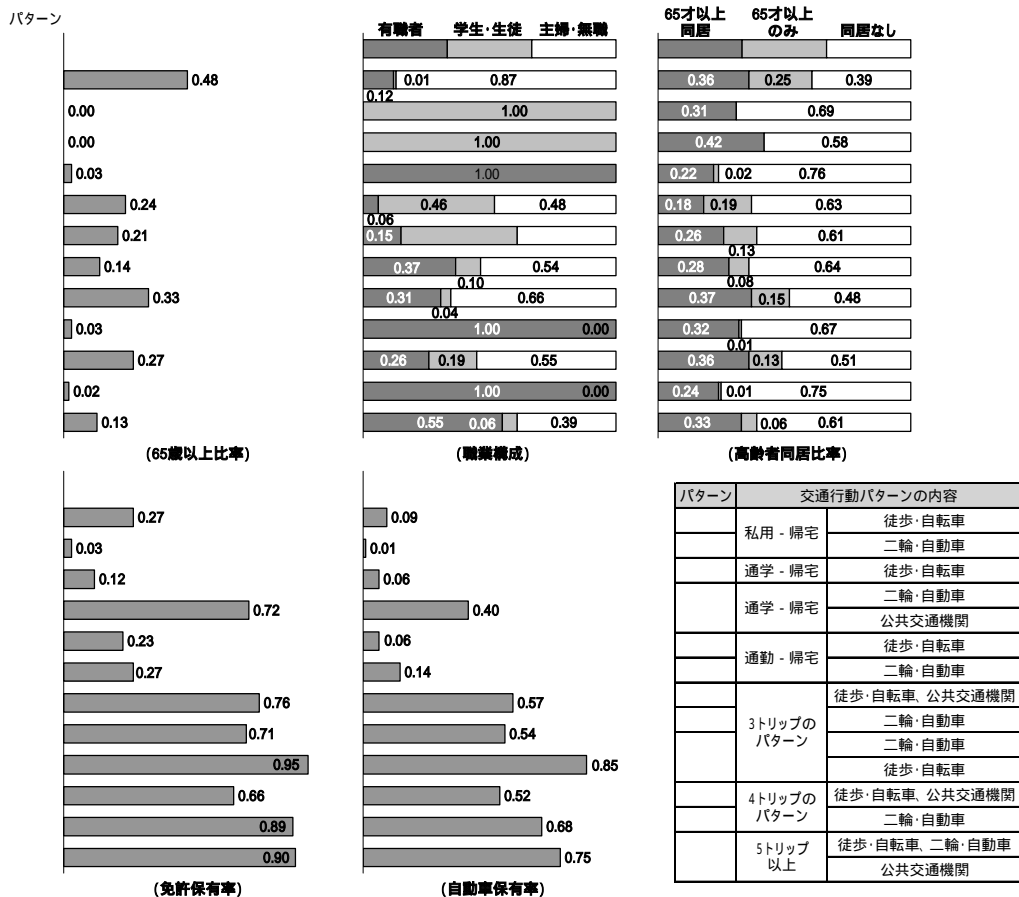 パターン
有職者 学生・生徒 主婦・無職
65才以上同居 65才以上のみ 同居なし
0.48
0.00
0.00
0.03
0.24
0.21
0.14
0.33
0.03
0.27
0.02
0.13
(65歳以上比率)
0.12 0.01 0.87
1.00
1.00
1.00
0.06 0.46 0.48
0.15
0.37 0.10 0.54
0.31 0.04 0.66
1.00 0.00
0.26 0.19 0.55
1.00 0.00
0.55 0.06 0.39
(職業構成)
0.36 0.25 0.39
0.31 0.69
0.42 0.58
0.22 0.02 0.76
0.18 0.19 0.63
0.26 0.13 0.61
0.28 0.08 0.64
0.37 0.15 0.48
0.32 0.01 0.67
0.36 0.13 0.51
0.24 0.01 0.75
0.33 0.06 0.61
(高齢者同居比率)
0.27
0.03
0.12
0.72
0.23
0.27
0.76
0.71
0.95
0.66
0.89
0.90
(免許保有率)
0.09
0.01
0.06
0.40
0.06
0.14
0.57
0.54
0.85
0.52
0.68
0.75
(自動車保有率)
パターン 交通行動パターンの内容
私用 - 帰宅 徒歩・自転車
二輪・自動車
通学 - 帰宅 徒歩・自転車
通学 - 帰宅 二輪・自動車
公共交通機関
通勤 - 帰宅 徒歩・自転車
二輪・自動車
3トリップの
パターン
徒歩・自転車、公共交通機関
二輪・自動車
二輪・自動車
徒歩・自転車
4トリップの
パターン
徒歩・自転車、公共交通機関
二輪・自動車
5トリップ
以上
徒歩・自転車、二輪・自動車
公共交通機関